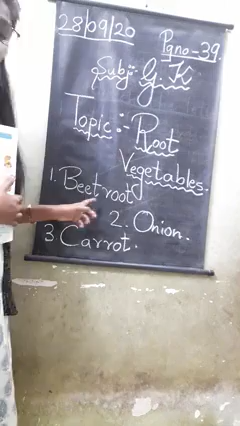 28/09/20
Pg no-39.
Subj:- G.K
Topic:- Root
Vegetables.
1. Beetroot
2. Onion.
3 Carrot.